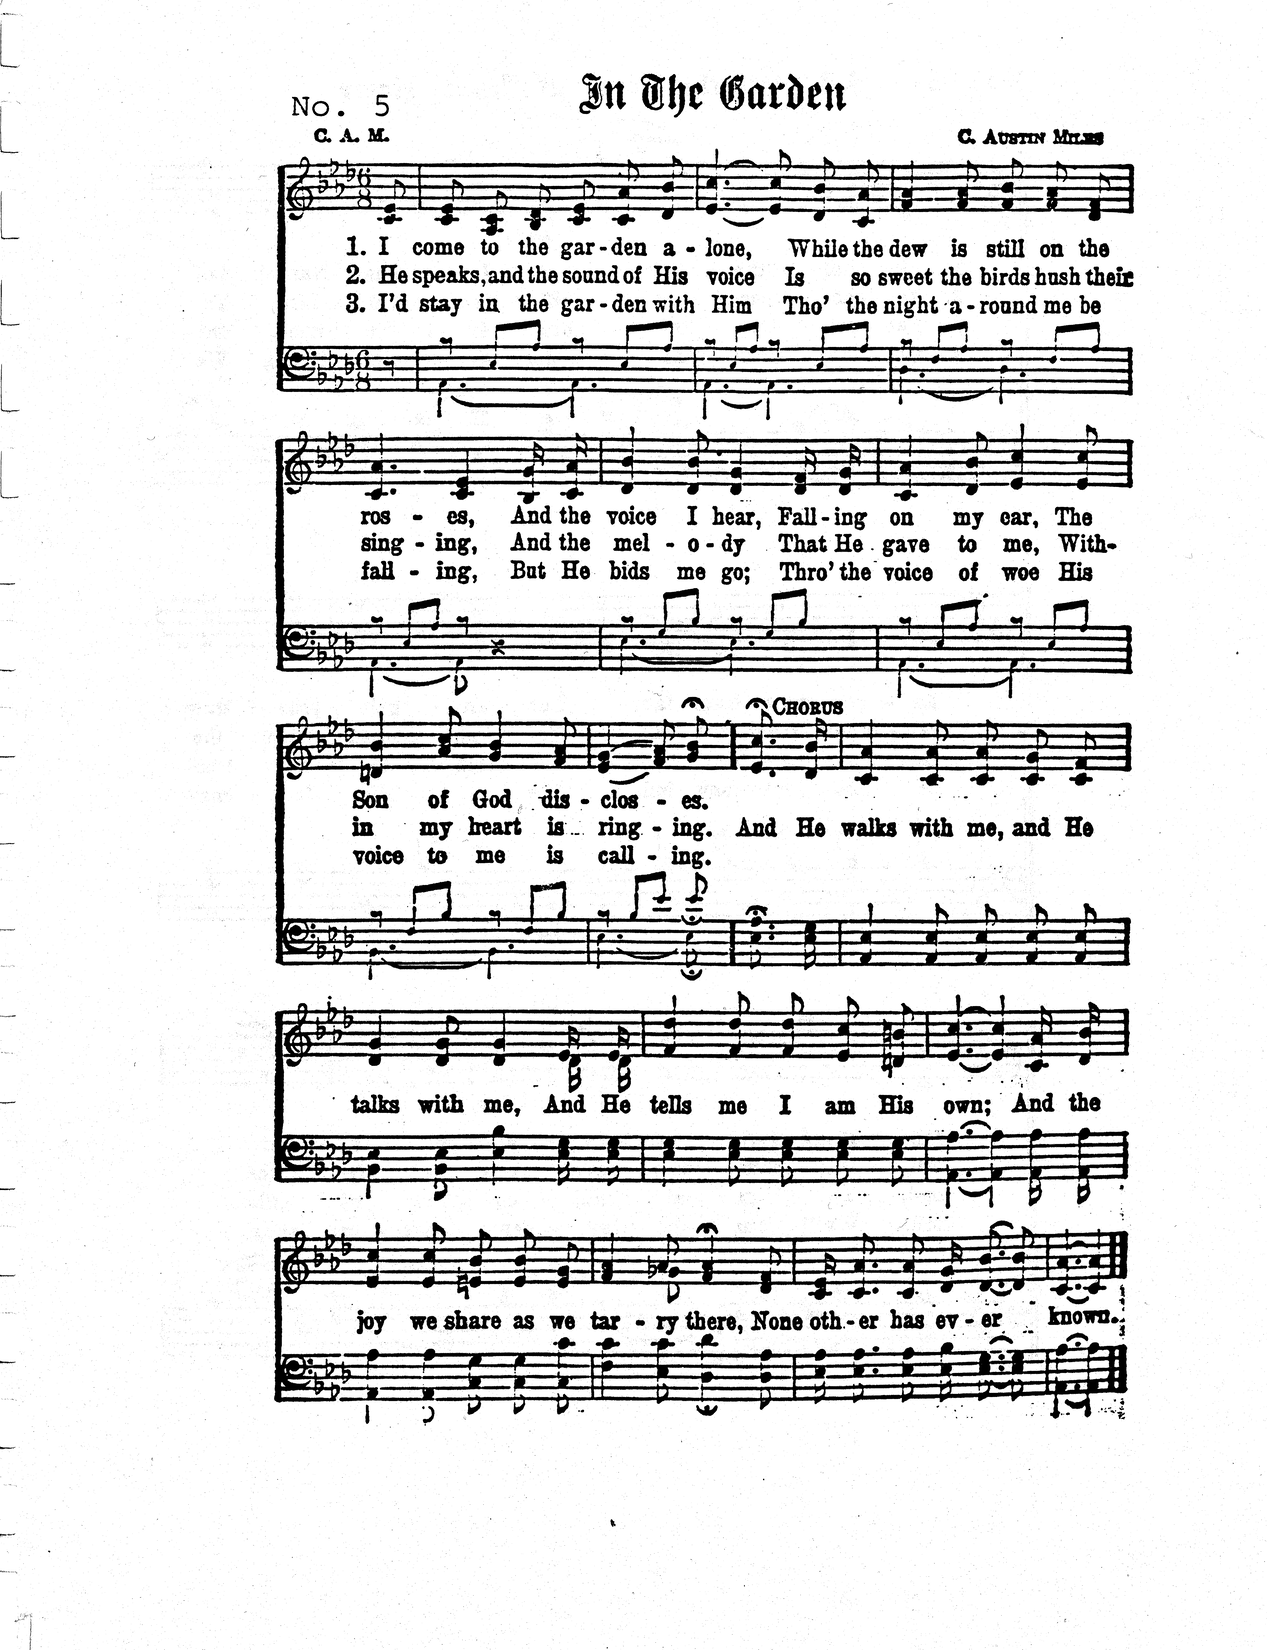 In The Garden
No. 5
C. A. M.
C. Austin Miles
1. I come to the gar-den a-lone, While the dew is still on the
2. He speaks, and the sound of His voice Is so sweet the birds hush their
3. I'd stay in the gar-den with Him Tho' the night a-round me be
ros - es, And the voice I hear, Fall-ing on my ear, The
sing - ing, And the mel - o - dy That He gave to me, With-
fall - ing, But He bids me go; Thro' the voice of woe His
Chorus
Son of God dis - clos - es.
in my heart is ring - ing. And He walks with me, and He
voice to me is call - ing.
talks with me, And He tells me I am His own; And the
joy we share as we tar - ry there, None oth - er has ev - er known.